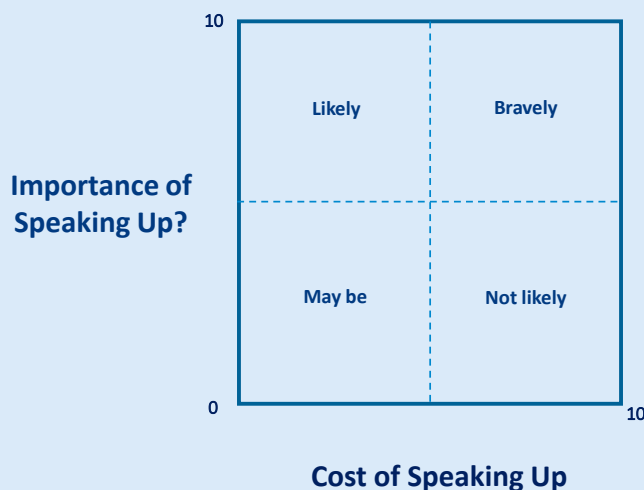 10
Likely
Bravely
Importance of
Speaking Up?
May be
Not likely
0
10
Cost of Speaking Up